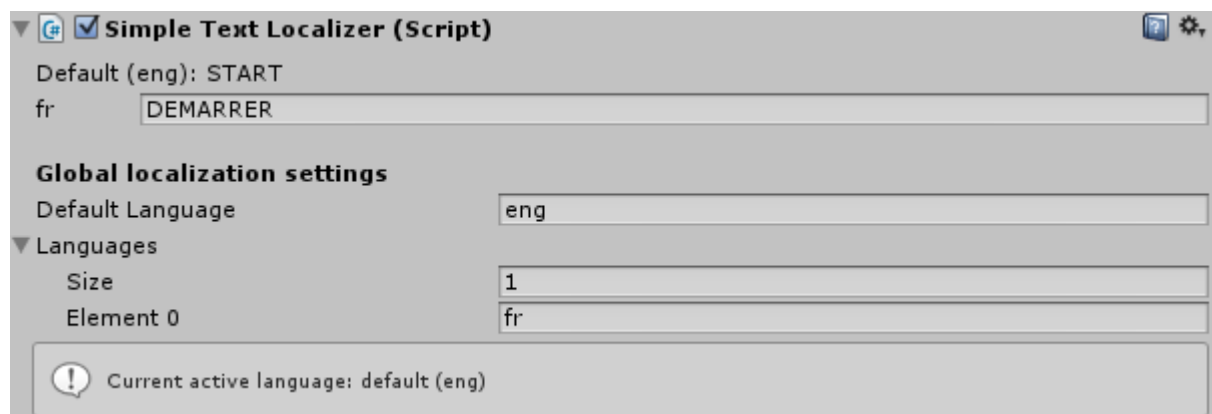 Simple Text Localizer (Script)
Default (eng): START
fr DEMARRER
Global localization settings
Default Language eng
Languages
Size 1
Element 0 fr
Current active language: default (eng)